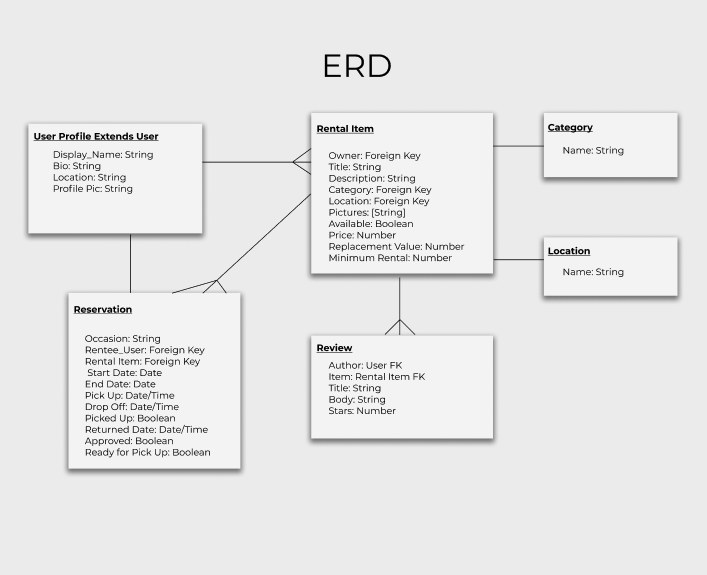 ERD
User Profile Extends User
Display_Name: String
Bio: String
Location: String
Profile Pic: String
Rental Item
Owner: Foreign Key
Title: String
Description: String
Category: Foreign Key
Location: Foreign Key
Pictures: [String]
Available: Boolean
Price: Number
Replacement Value: Number
Minimum Rental: Number
Category
Name: String
Location
Name: String
Reservation
Occasion: String
Rentee_User: Foreign Key
Rental Item: Foreign Key
Start Date: Date
End Date: Date
Pick Up: Date/Time
Drop Off: Date/Time
Picked Up: Boolean
Returned Date: Date/Time
Approved: Boolean
Ready for Pick Up: Boolean
Review
Author: User FK
Item: Rental Item FK
Title: String
Body: String
Stars: Number